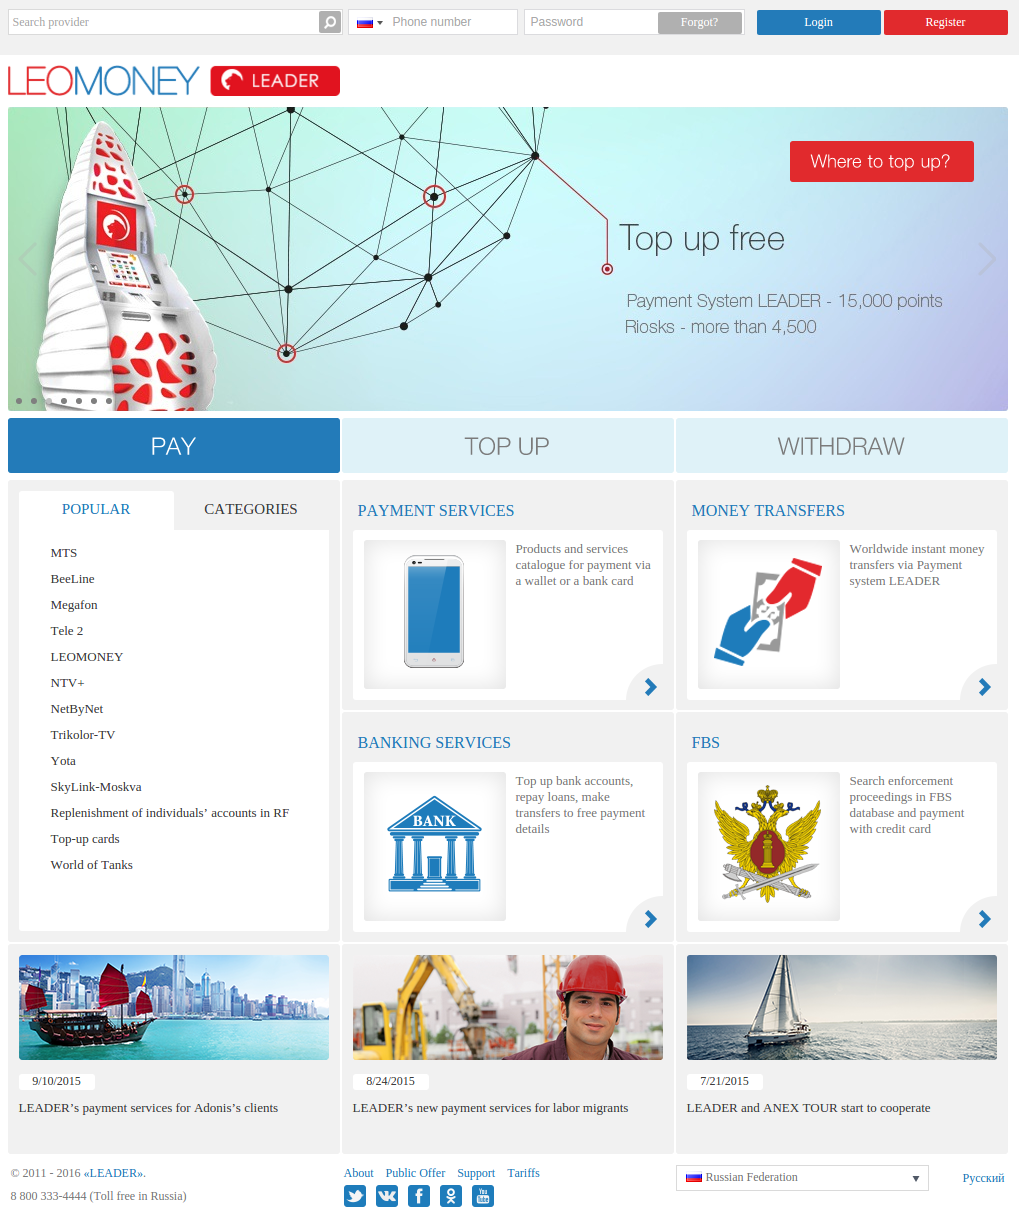 Search provider
Phone number
Password
Forgot?
Login
Register
LEOMONEY LEADER
Where to top up?
Top up free
Payment System LEADER - 15,000 points
Riosks - more than 4,500
PAY
TOP UP
WITHDRAW
POPULAR
CATEGORIES
MTS
BeeLine
Megafon
Tele 2
LEOMONEY
NTV+
NetByNet
Trikolor-TV
Yota
SkyLink-Moskva
Replenishment of individuals’ accounts in RF
Top-up cards
World of Tanks
PAYMENT SERVICES
Products and services
catalogue for payment via
a wallet or a bank card
MONEY TRANSFERS
Worldwide instant money
transfers via Payment
system LEADER
BANKING SERVICES
BANK
Top up bank accounts,
repay loans, make
transfers to free payment
details
FBS
Search enforcement
proceedings in FBS
database and payment
with credit card
9/10/2015
LEADER’s payment services for Adonis’s clients
8/24/2015
LEADER’s new payment services for labor migrants
7/21/2015
LEADER and ANEX TOUR start to cooperate
© 2011 - 2016 «LEADER».
8 800 333-4444 (Toll free in Russia)
About Public Offer Support Tariffs
You Tube
Russian Federation
Русский